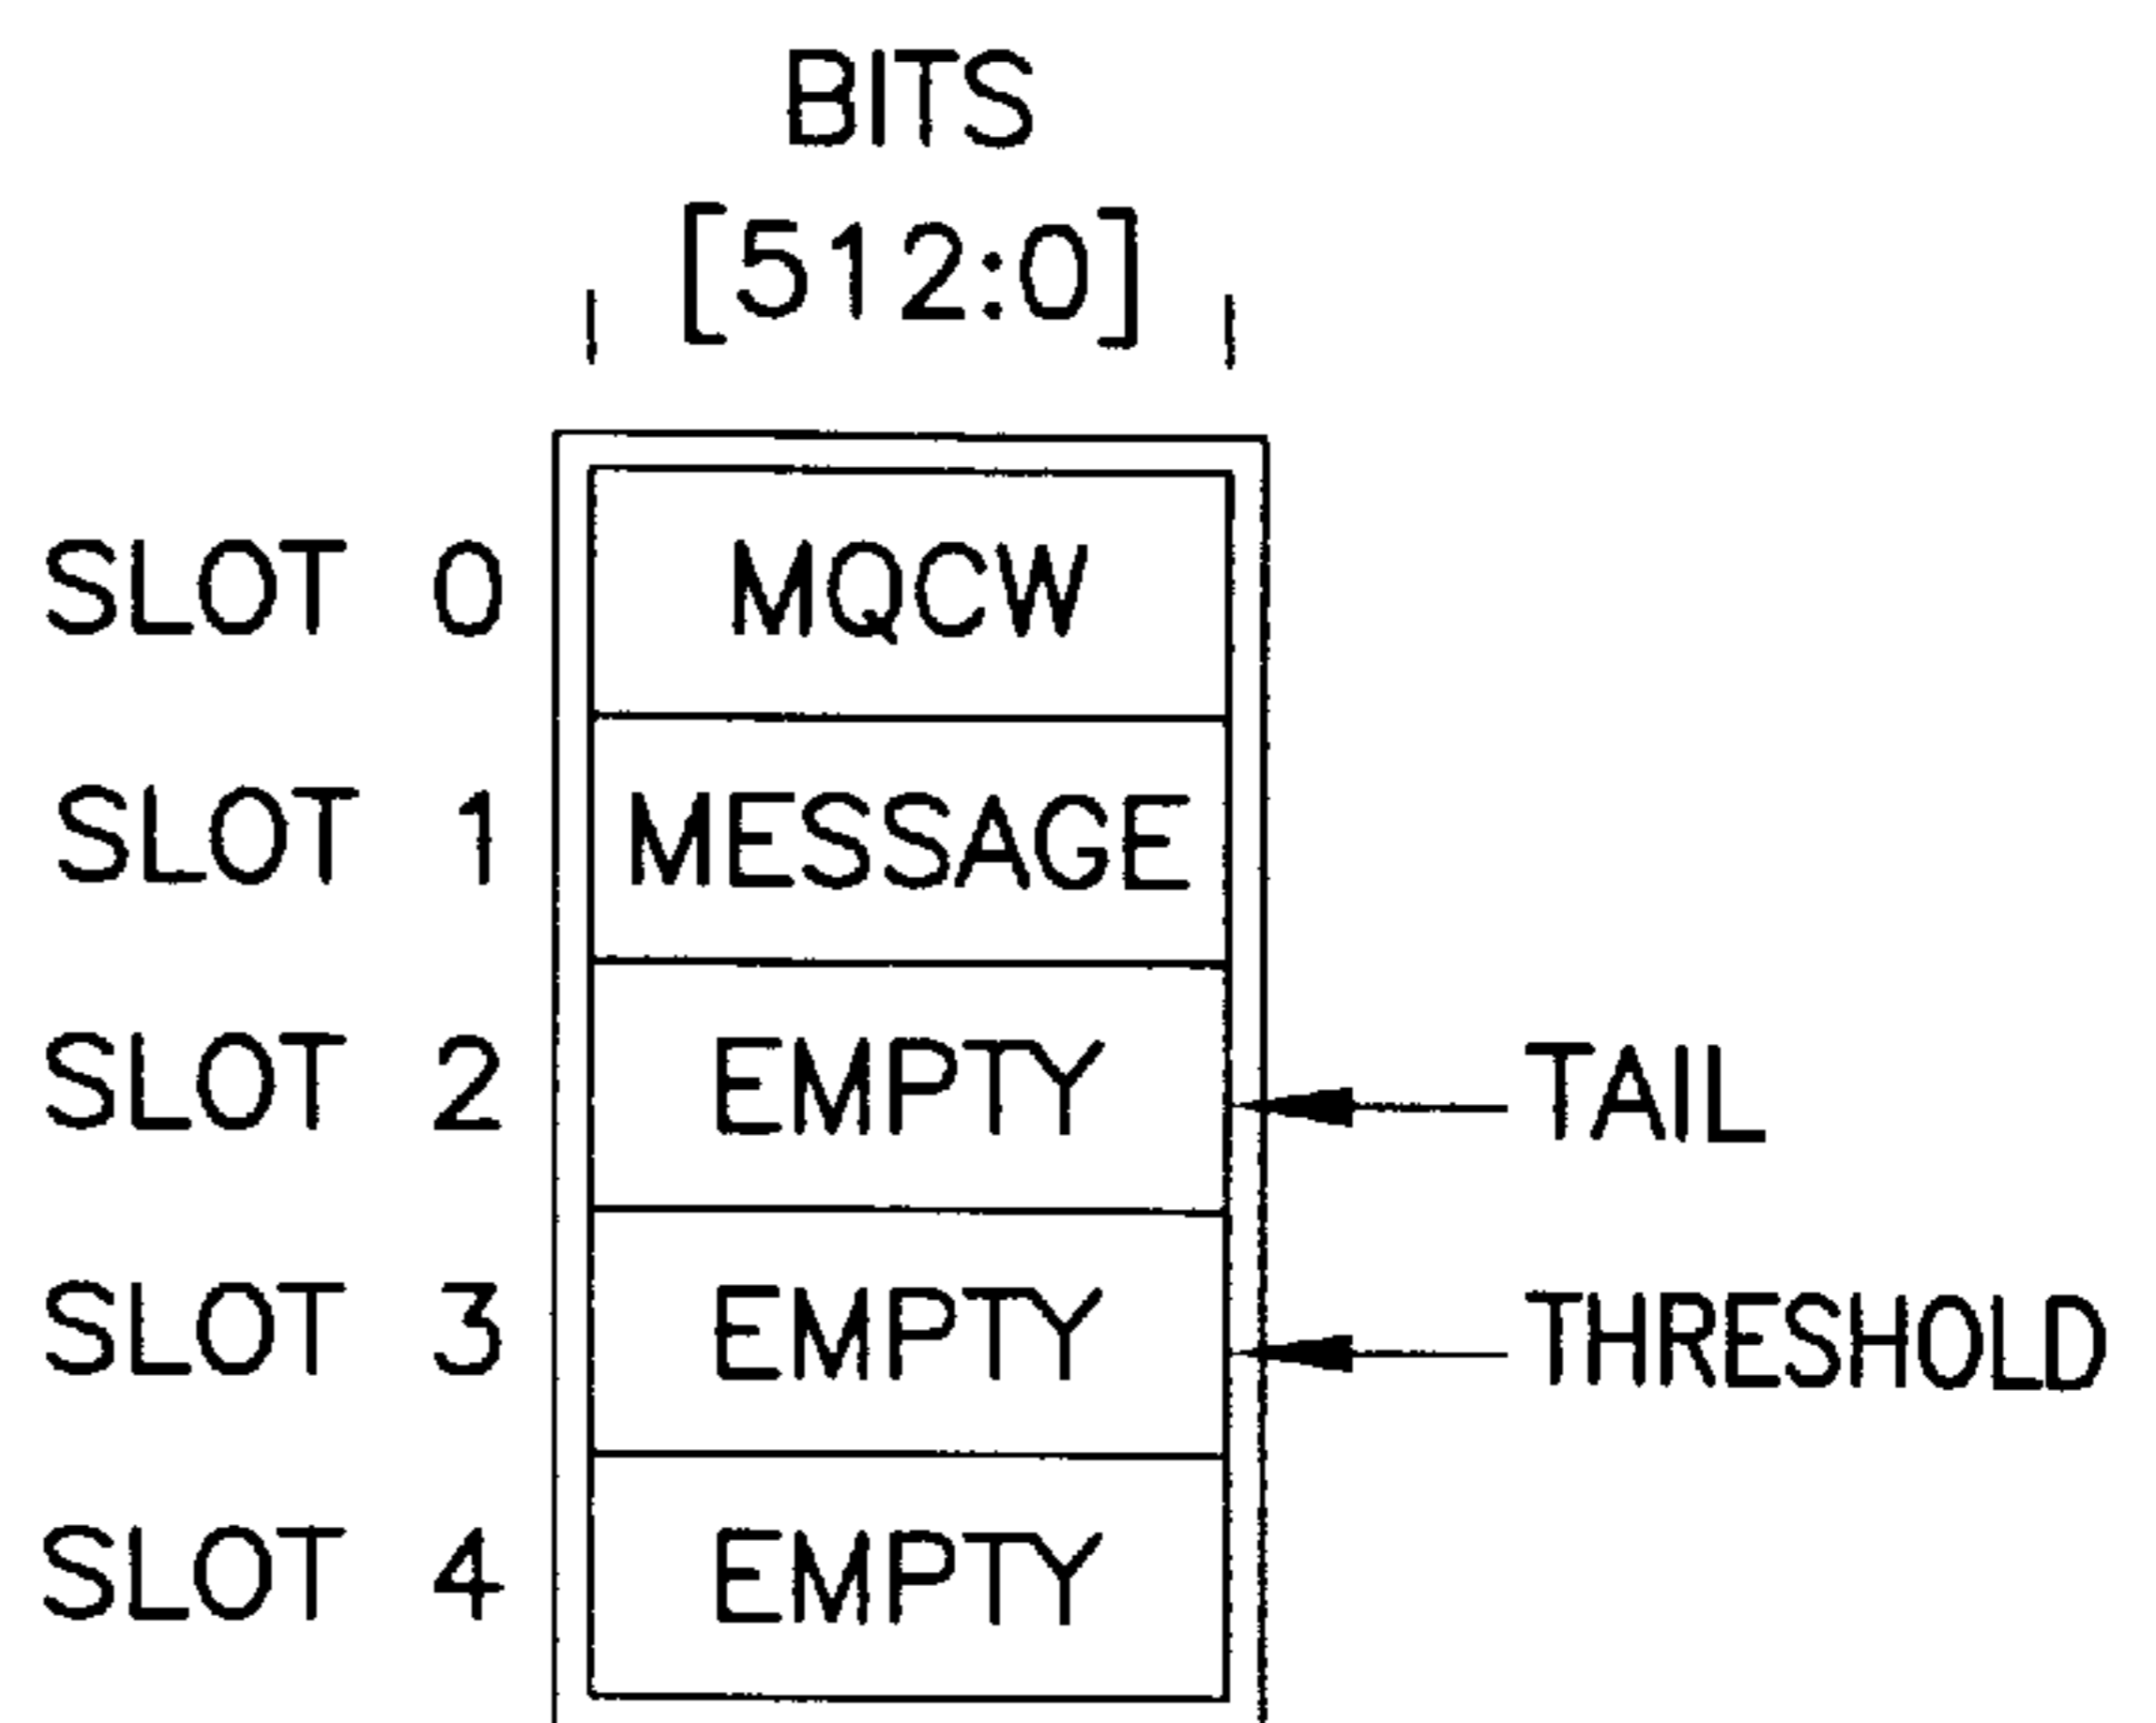 BITS
[512:0]
SLOT 0 MQCW
SLOT 1 MESSAGE
SLOT 2 EMPTY TAIL
SLOT 3 EMPTY THRESHOLD
SLOT 4 EMPTY